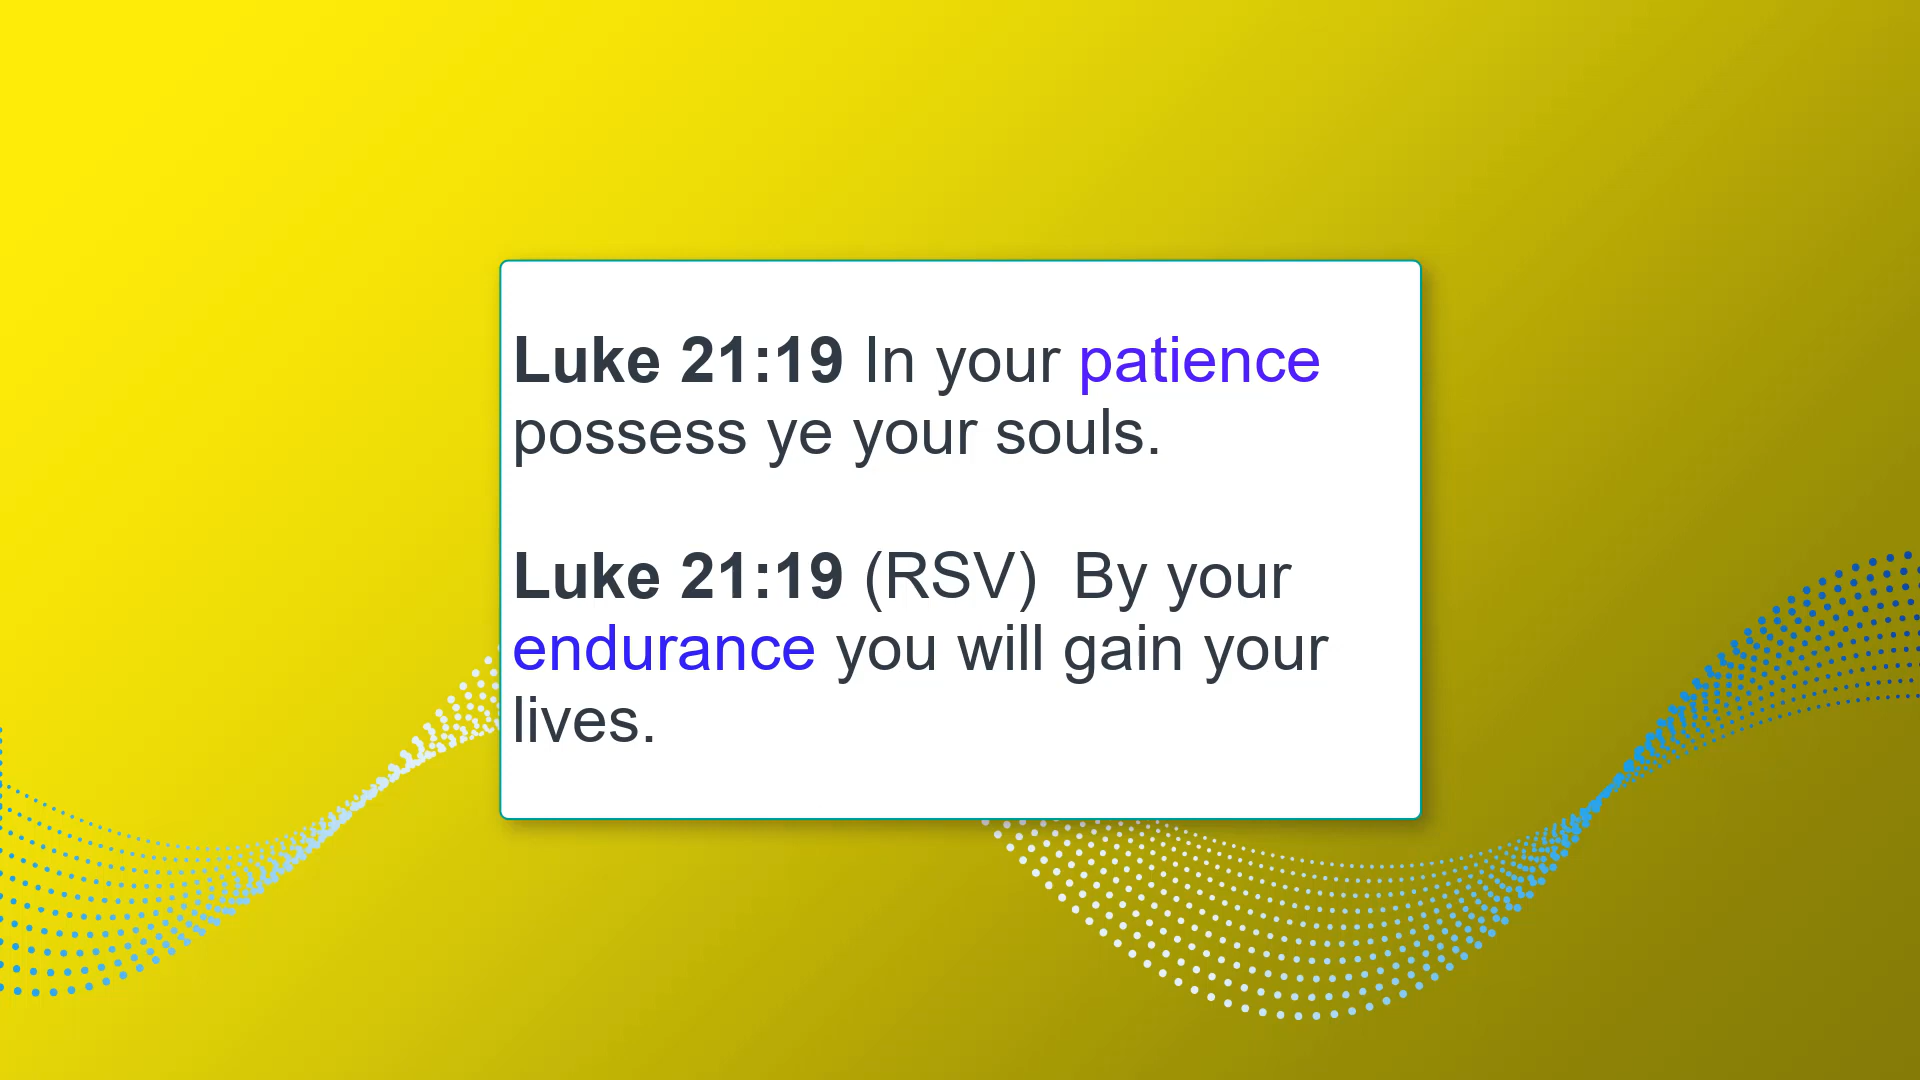 Luke 21:19 In your patience
possess ye your souls.
Luke 21:19 (RSV)  By your
endurance you will gain your
lives.